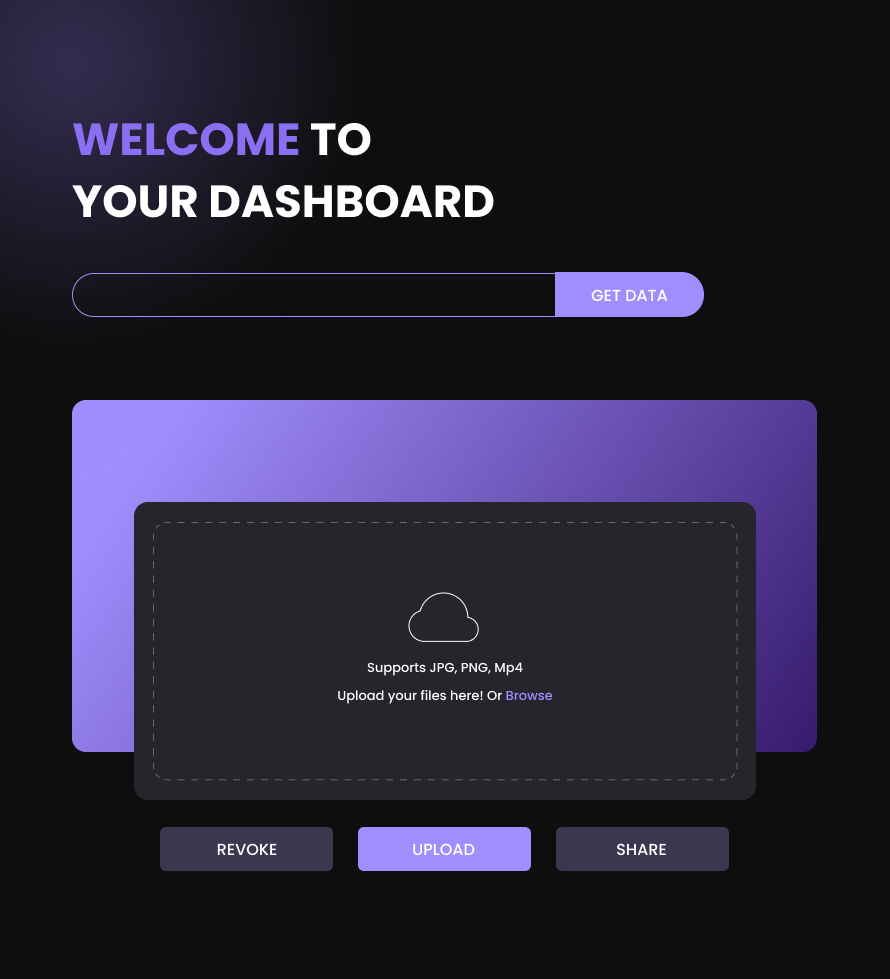 WELCOME TO
YOUR DASHBOARD
GET DATA
Supports JPG, PNG, Mp4
Upload your files here! Or Browse
REVOKE
UPLOAD
SHARE